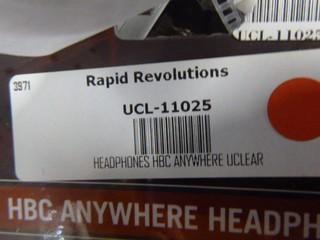 UCL-11025
3971
Rapid Revolutions
UCL-11025
HEADPHONES HBC ANYWHERE UCLEAR
HBC ANYWHERE HEADPH